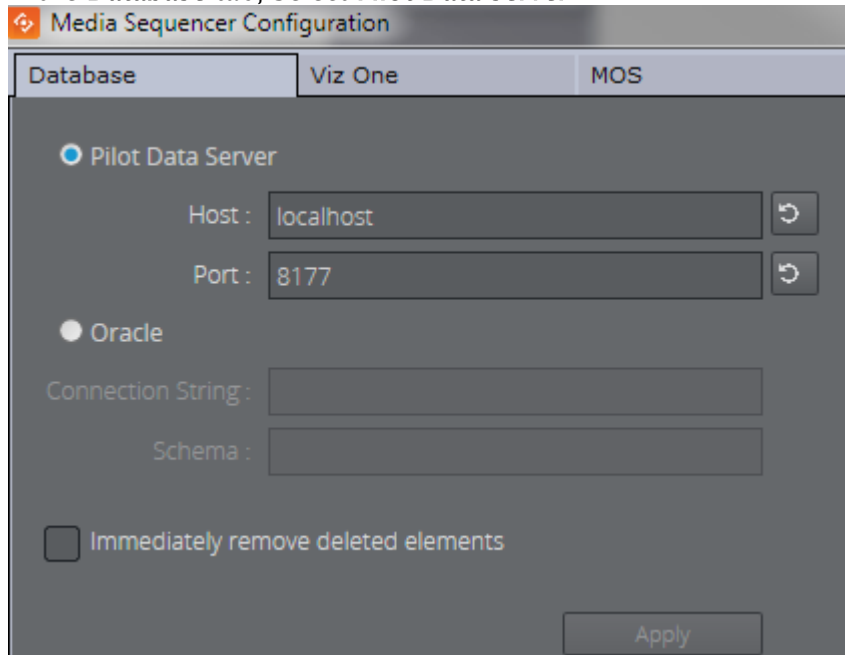 Media Sequencer Configuration
Database Viz One MOS
Pilot Data Server
Host : localhost
Port : 8177
Oracle
Connection String :
Schema :
Immediately remove deleted elements
Apply